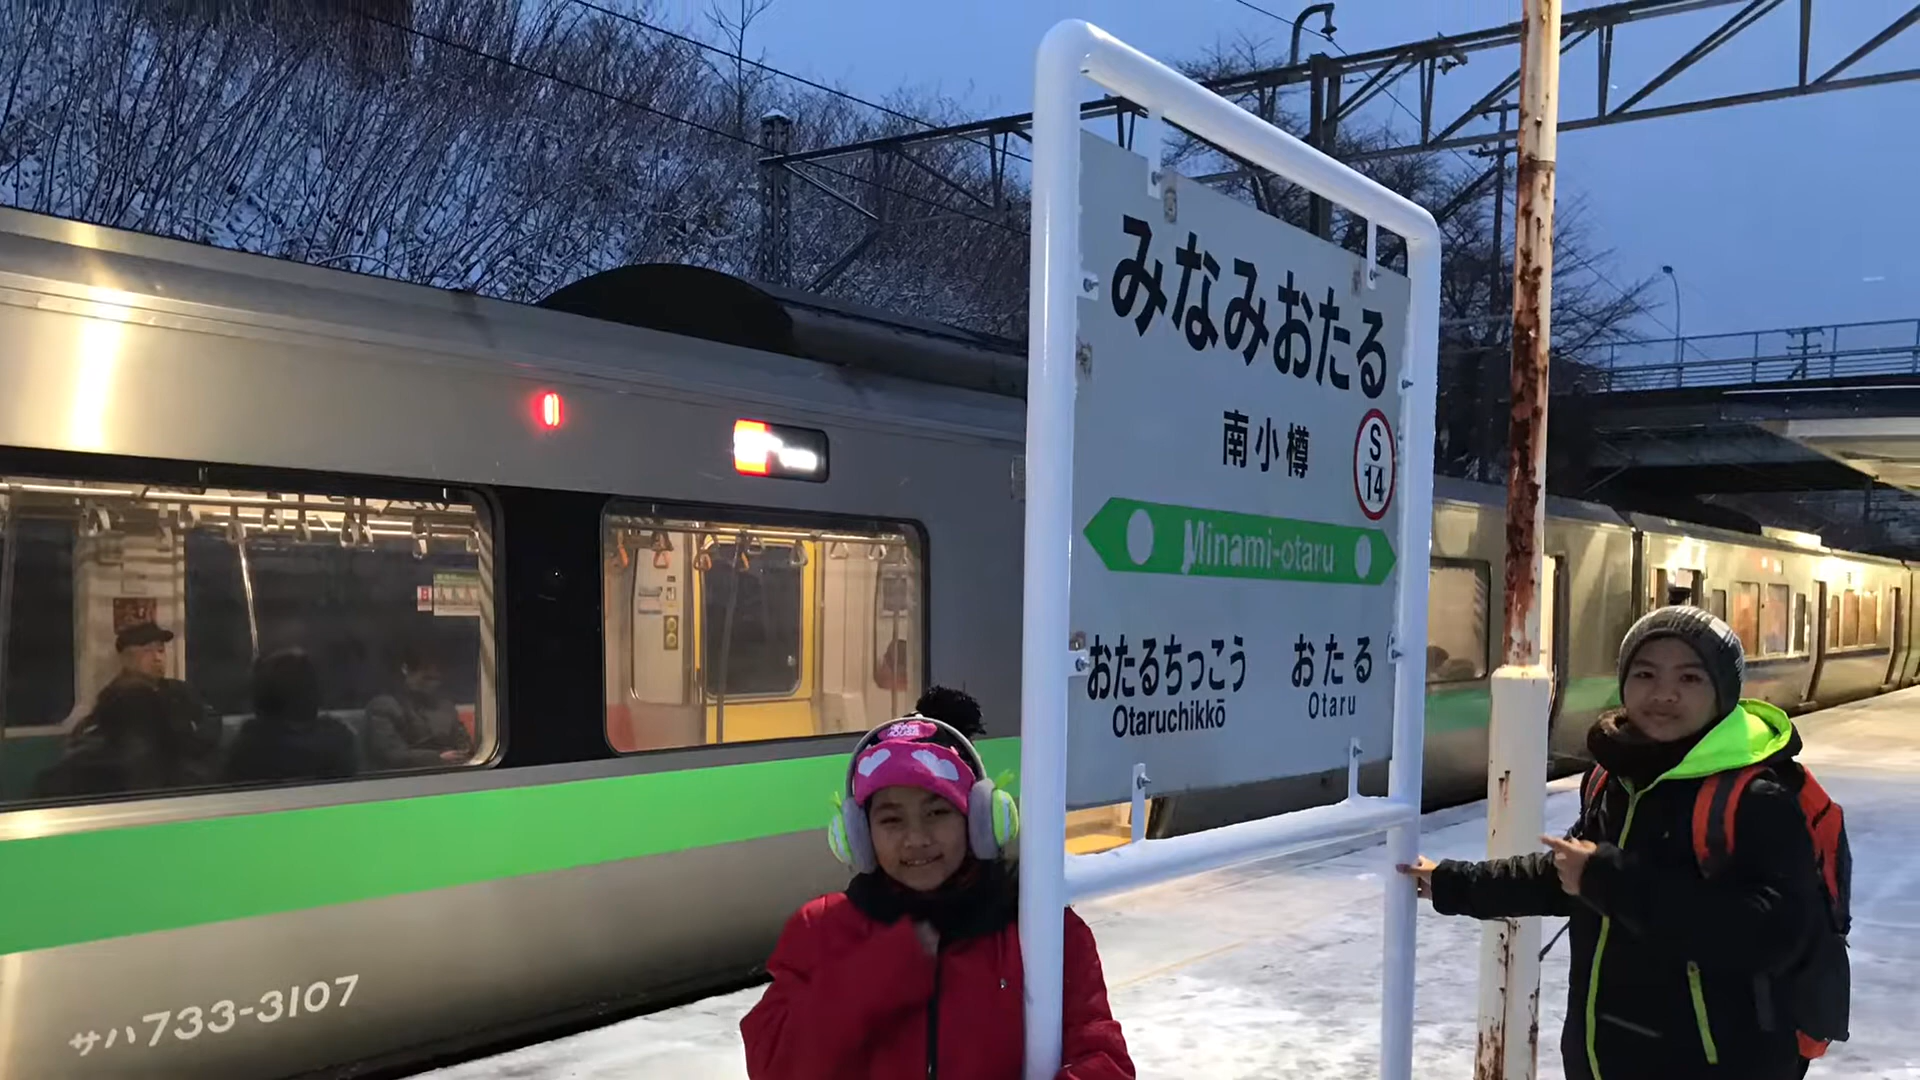 みなみおたる
南小樽
S
14
Minami-otaru
おたるちっこう おたる
Otaruchikkō Otaru
サハ733-3107